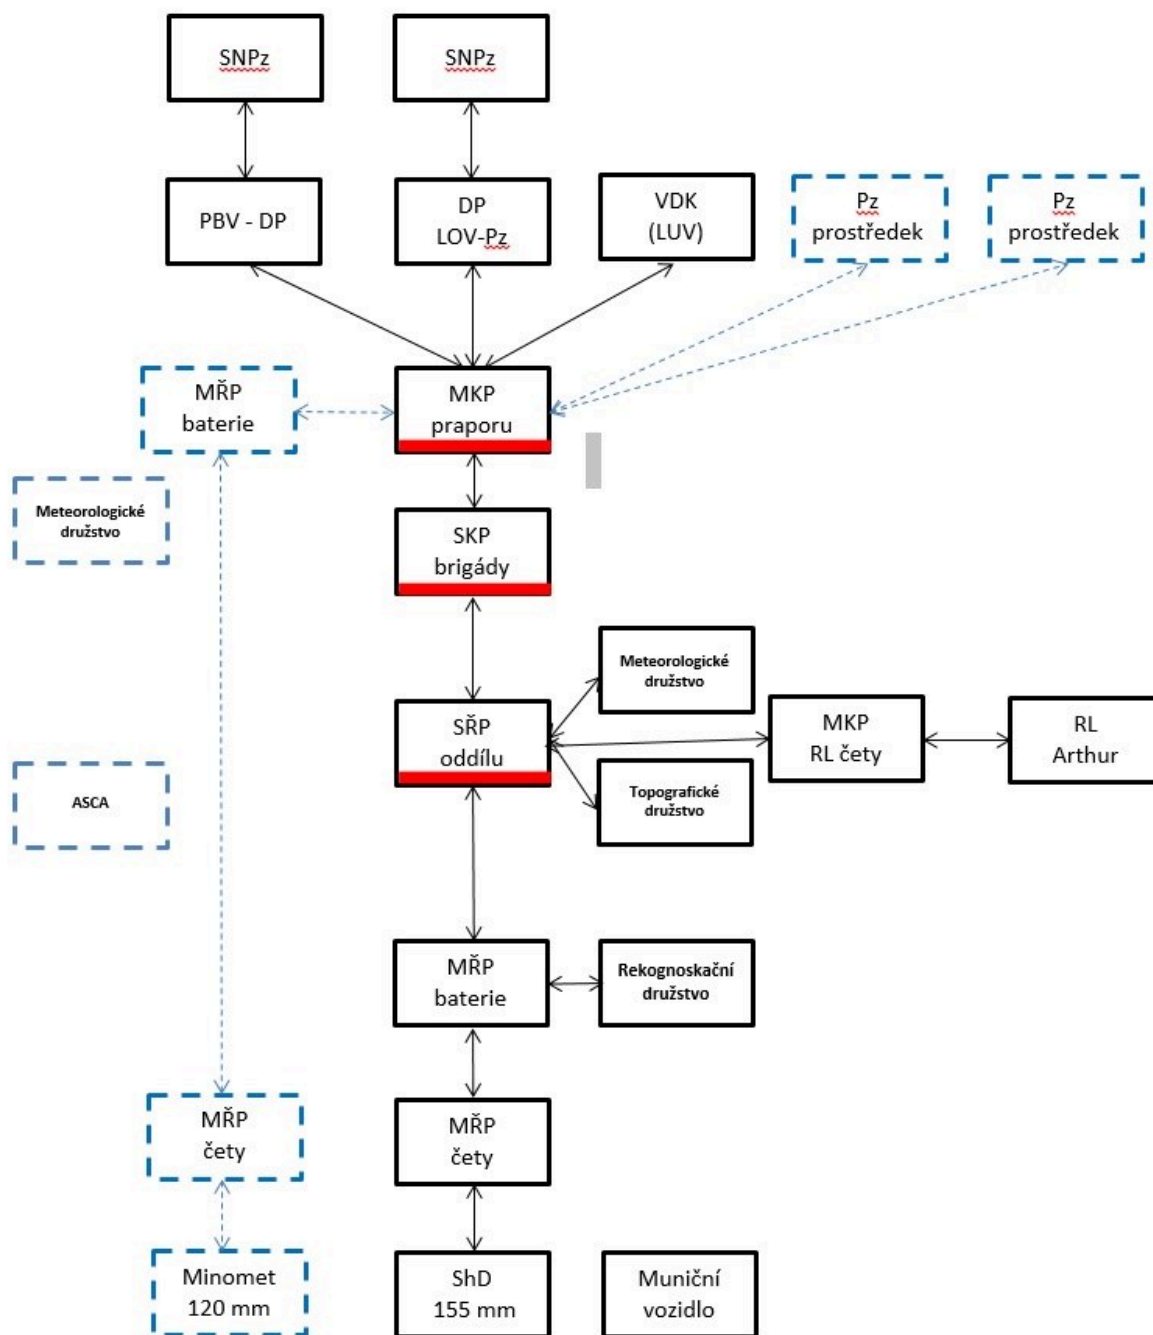 SNPz
SNPz
PBV - DP
DP
LOV-Pz
VDK
(LUV)
Pz
prostředek
Pz
prostředek
MŘP
baterie
MKP
praporu
Meteorologické
družstvo
SKP
brigády
Meteorologické
družstvo
SŘP
oddílu
MKP
RL čety
RL
Arthur
ASCA
Topografické
družstvo
MŘP
baterie
Rekognoskační
družstvo
MŘP
čety
MŘP
čety
Minomet
120 mm
ShD
155 mm
Muniční
vozidlo